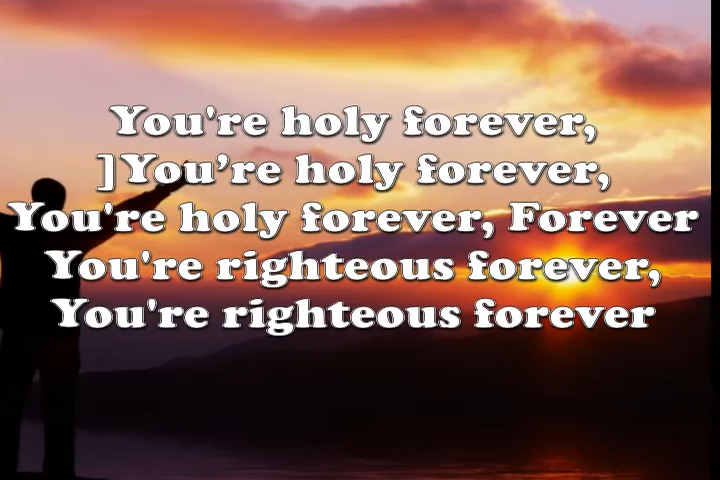 You're holy forever,
]You’re holy forever,
You're holy forever, Forever
You're righteous forever,
You're righteous forever